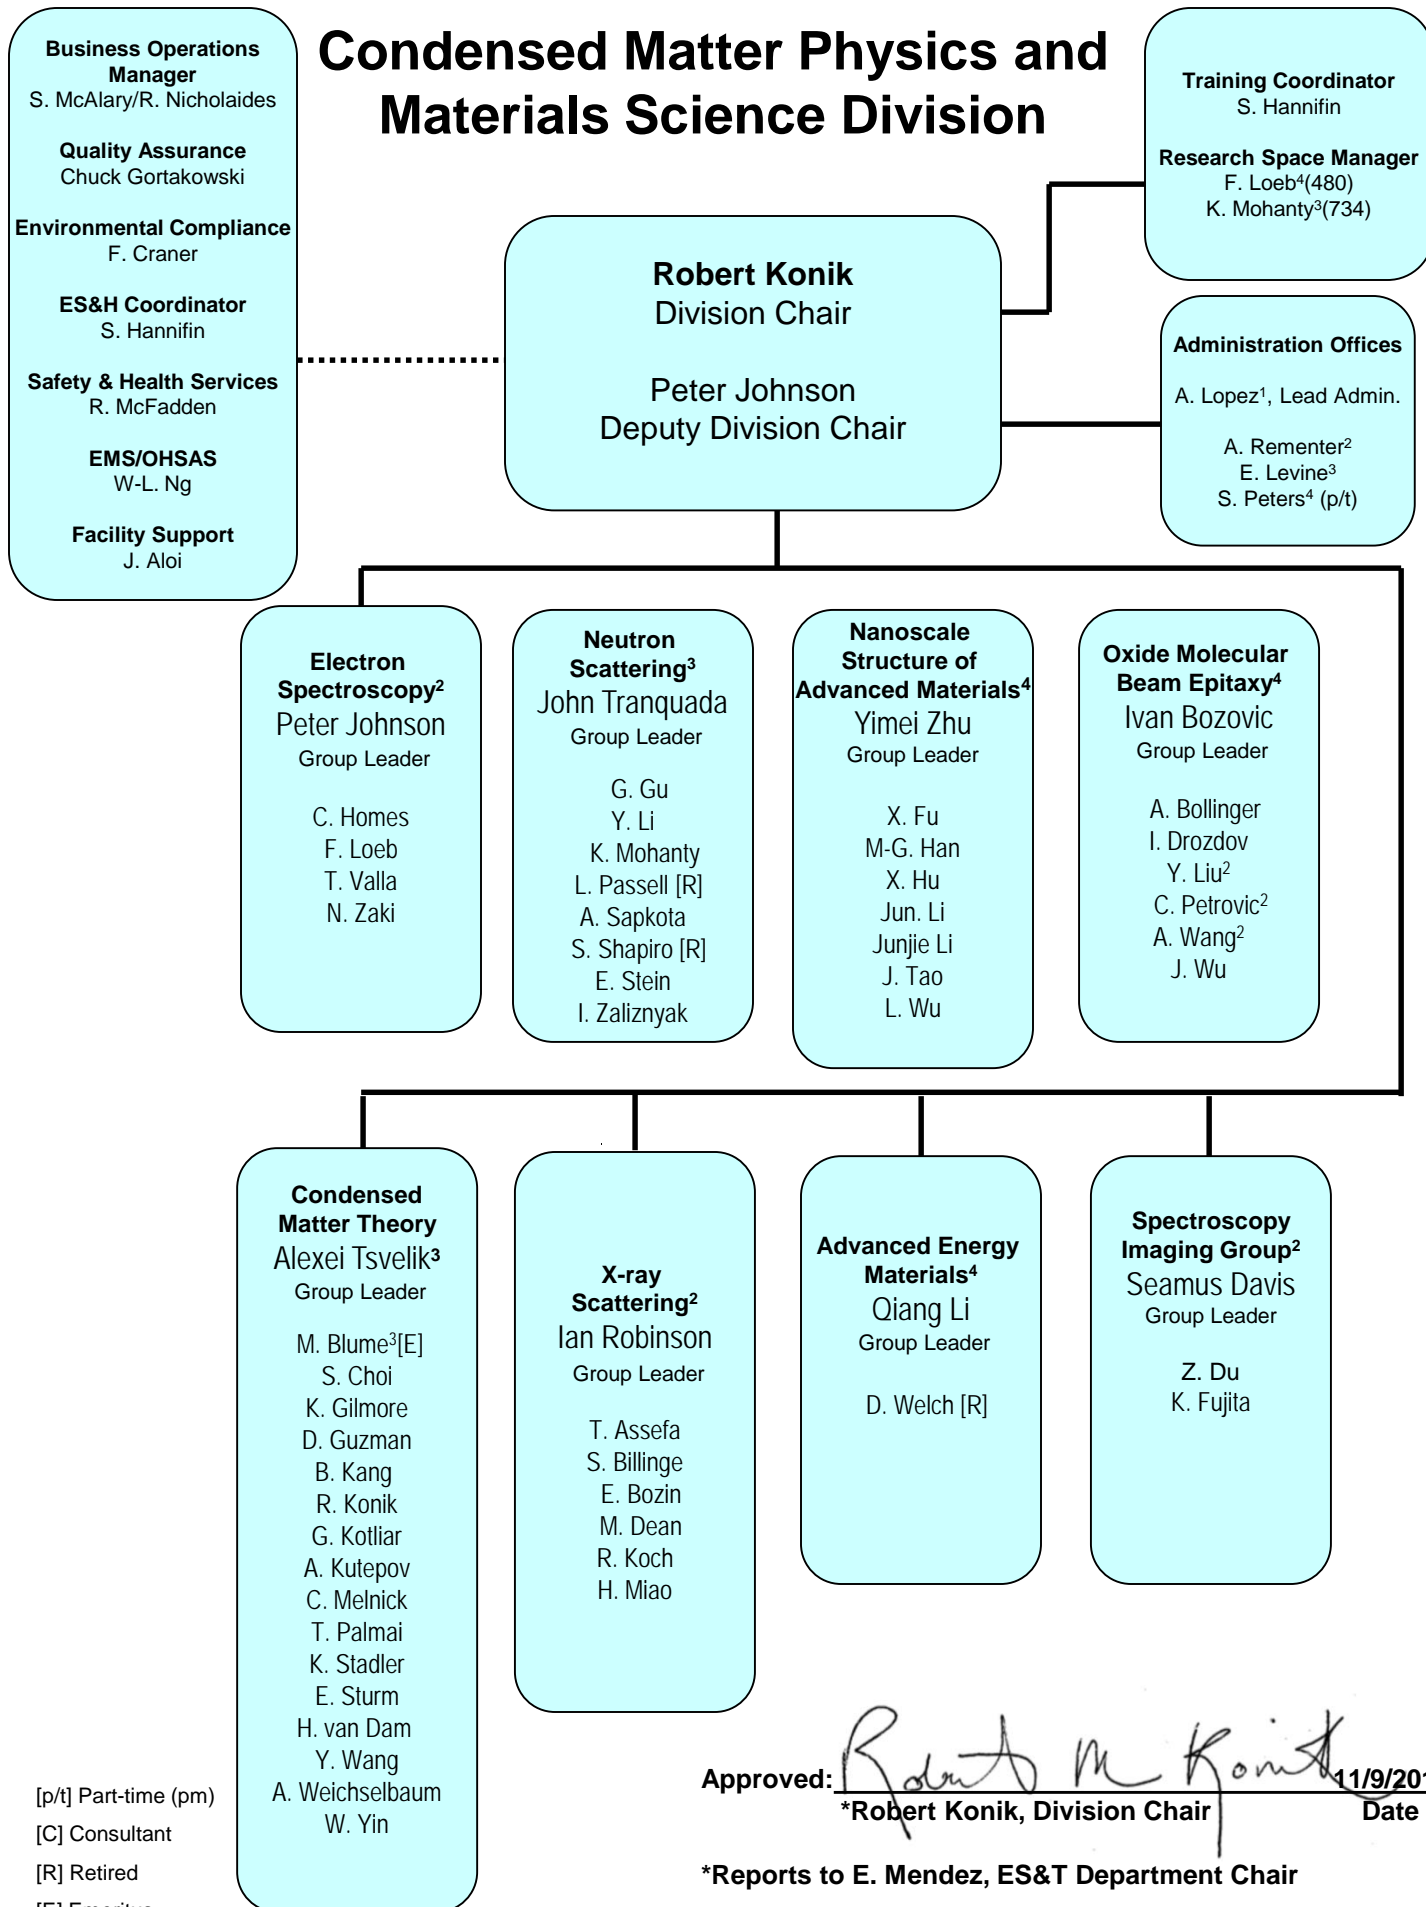 Condensed Matter Physics and
Materials Science Division
Business Operations
Manager
S. McAlary/R. Nicholaides
Quality Assurance
Chuck Gortakowski
Environmental Compliance
F. Craner
ES&H Coordinator
S. Hannifin
Safety & Health Services
R. McFadden
EMS/OHSAS
W-L. Ng
Facility Support
J. Aloi
Training Coordinator
S. Hannifin
Research Space Manager
F. Loeb⁴(480)
K. Mohanty³(734)
Robert Konik
Division Chair
Peter Johnson
Deputy Division Chair
Administration Offices
A. Lopez¹, Lead Admin.
A. Rementer²
E. Levine³
S. Peters⁴ (p/t)
Electron
Spectroscopy²
Peter Johnson
Group Leader
C. Homes
F. Loeb
T. Valla
N. Zaki
Neutron
Scattering³
John Tranquada
Group Leader
G. Gu
Y. Li
K. Mohanty
L. Passell [R]
A. Sapkota
S. Shapiro [R]
E. Stein
I. Zaliznyak
Nanoscale
Structure of
Advanced Materials⁴
Yimei Zhu
Group Leader
X. Fu
M-G. Han
X. Hu
Jun. Li
Junjie Li
J. Tao
L. Wu
Oxide Molecular
Beam Epitaxy⁴
Ivan Bozovic
Group Leader
A. Bollinger
I. Drozdov
Y. Liu²
C. Petrovic²
A. Wang²
J. Wu
Condensed
Matter Theory
Alexei Tsvelik³
Group Leader
M. Blume³[E]
S. Choi
K. Gilmore
D. Guzman
B. Kang
R. Konik
G. Kotliar
A. Kutepov
C. Melnick
T. Palmai
K. Stadler
E. Sturm
H. van Dam
Y. Wang
A. Weichselbaum
W. Yin
X-ray
Scattering²
Ian Robinson
Group Leader
T. Assefa
S. Billinge
E. Bozin
M. Dean
R. Koch
H. Miao
Advanced Energy
Materials⁴
Qiang Li
Group Leader
D. Welch [R]
Spectroscopy
Imaging Group²
Seamus Davis
Group Leader
Z. Du
K. Fujita
[p/t] Part-time (pm)
[C] Consultant
[R] Retired
Approved: Robert M Konik 11/9/201
*Robert Konik, Division Chair Date
*Reports to E. Mendez, ES&T Department Chair